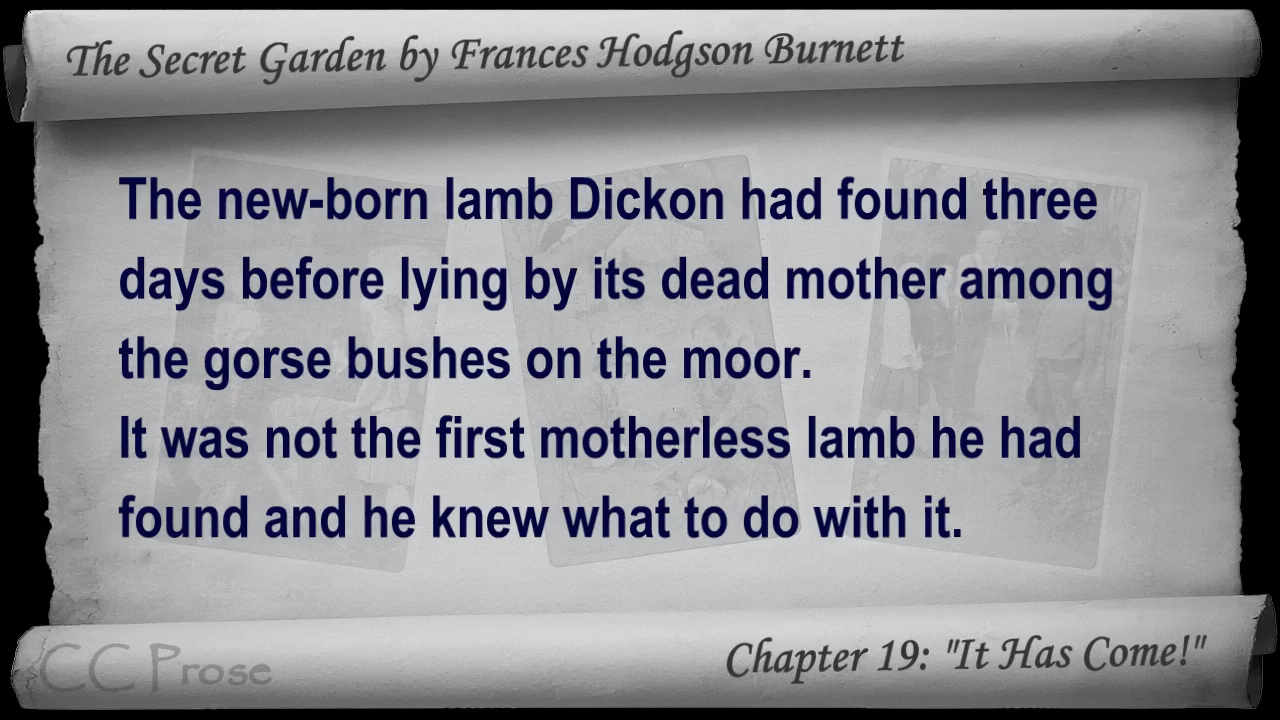 The Secret Garden by Frances Hodgson Burnett
The new-born lamb Dickon had found three
days before lying by its dead mother among
the gorse bushes on the moor.
It was not the first motherless lamb he had
found and he knew what to do with it.
CC Prose
Chapter 19: "It Has Come!"